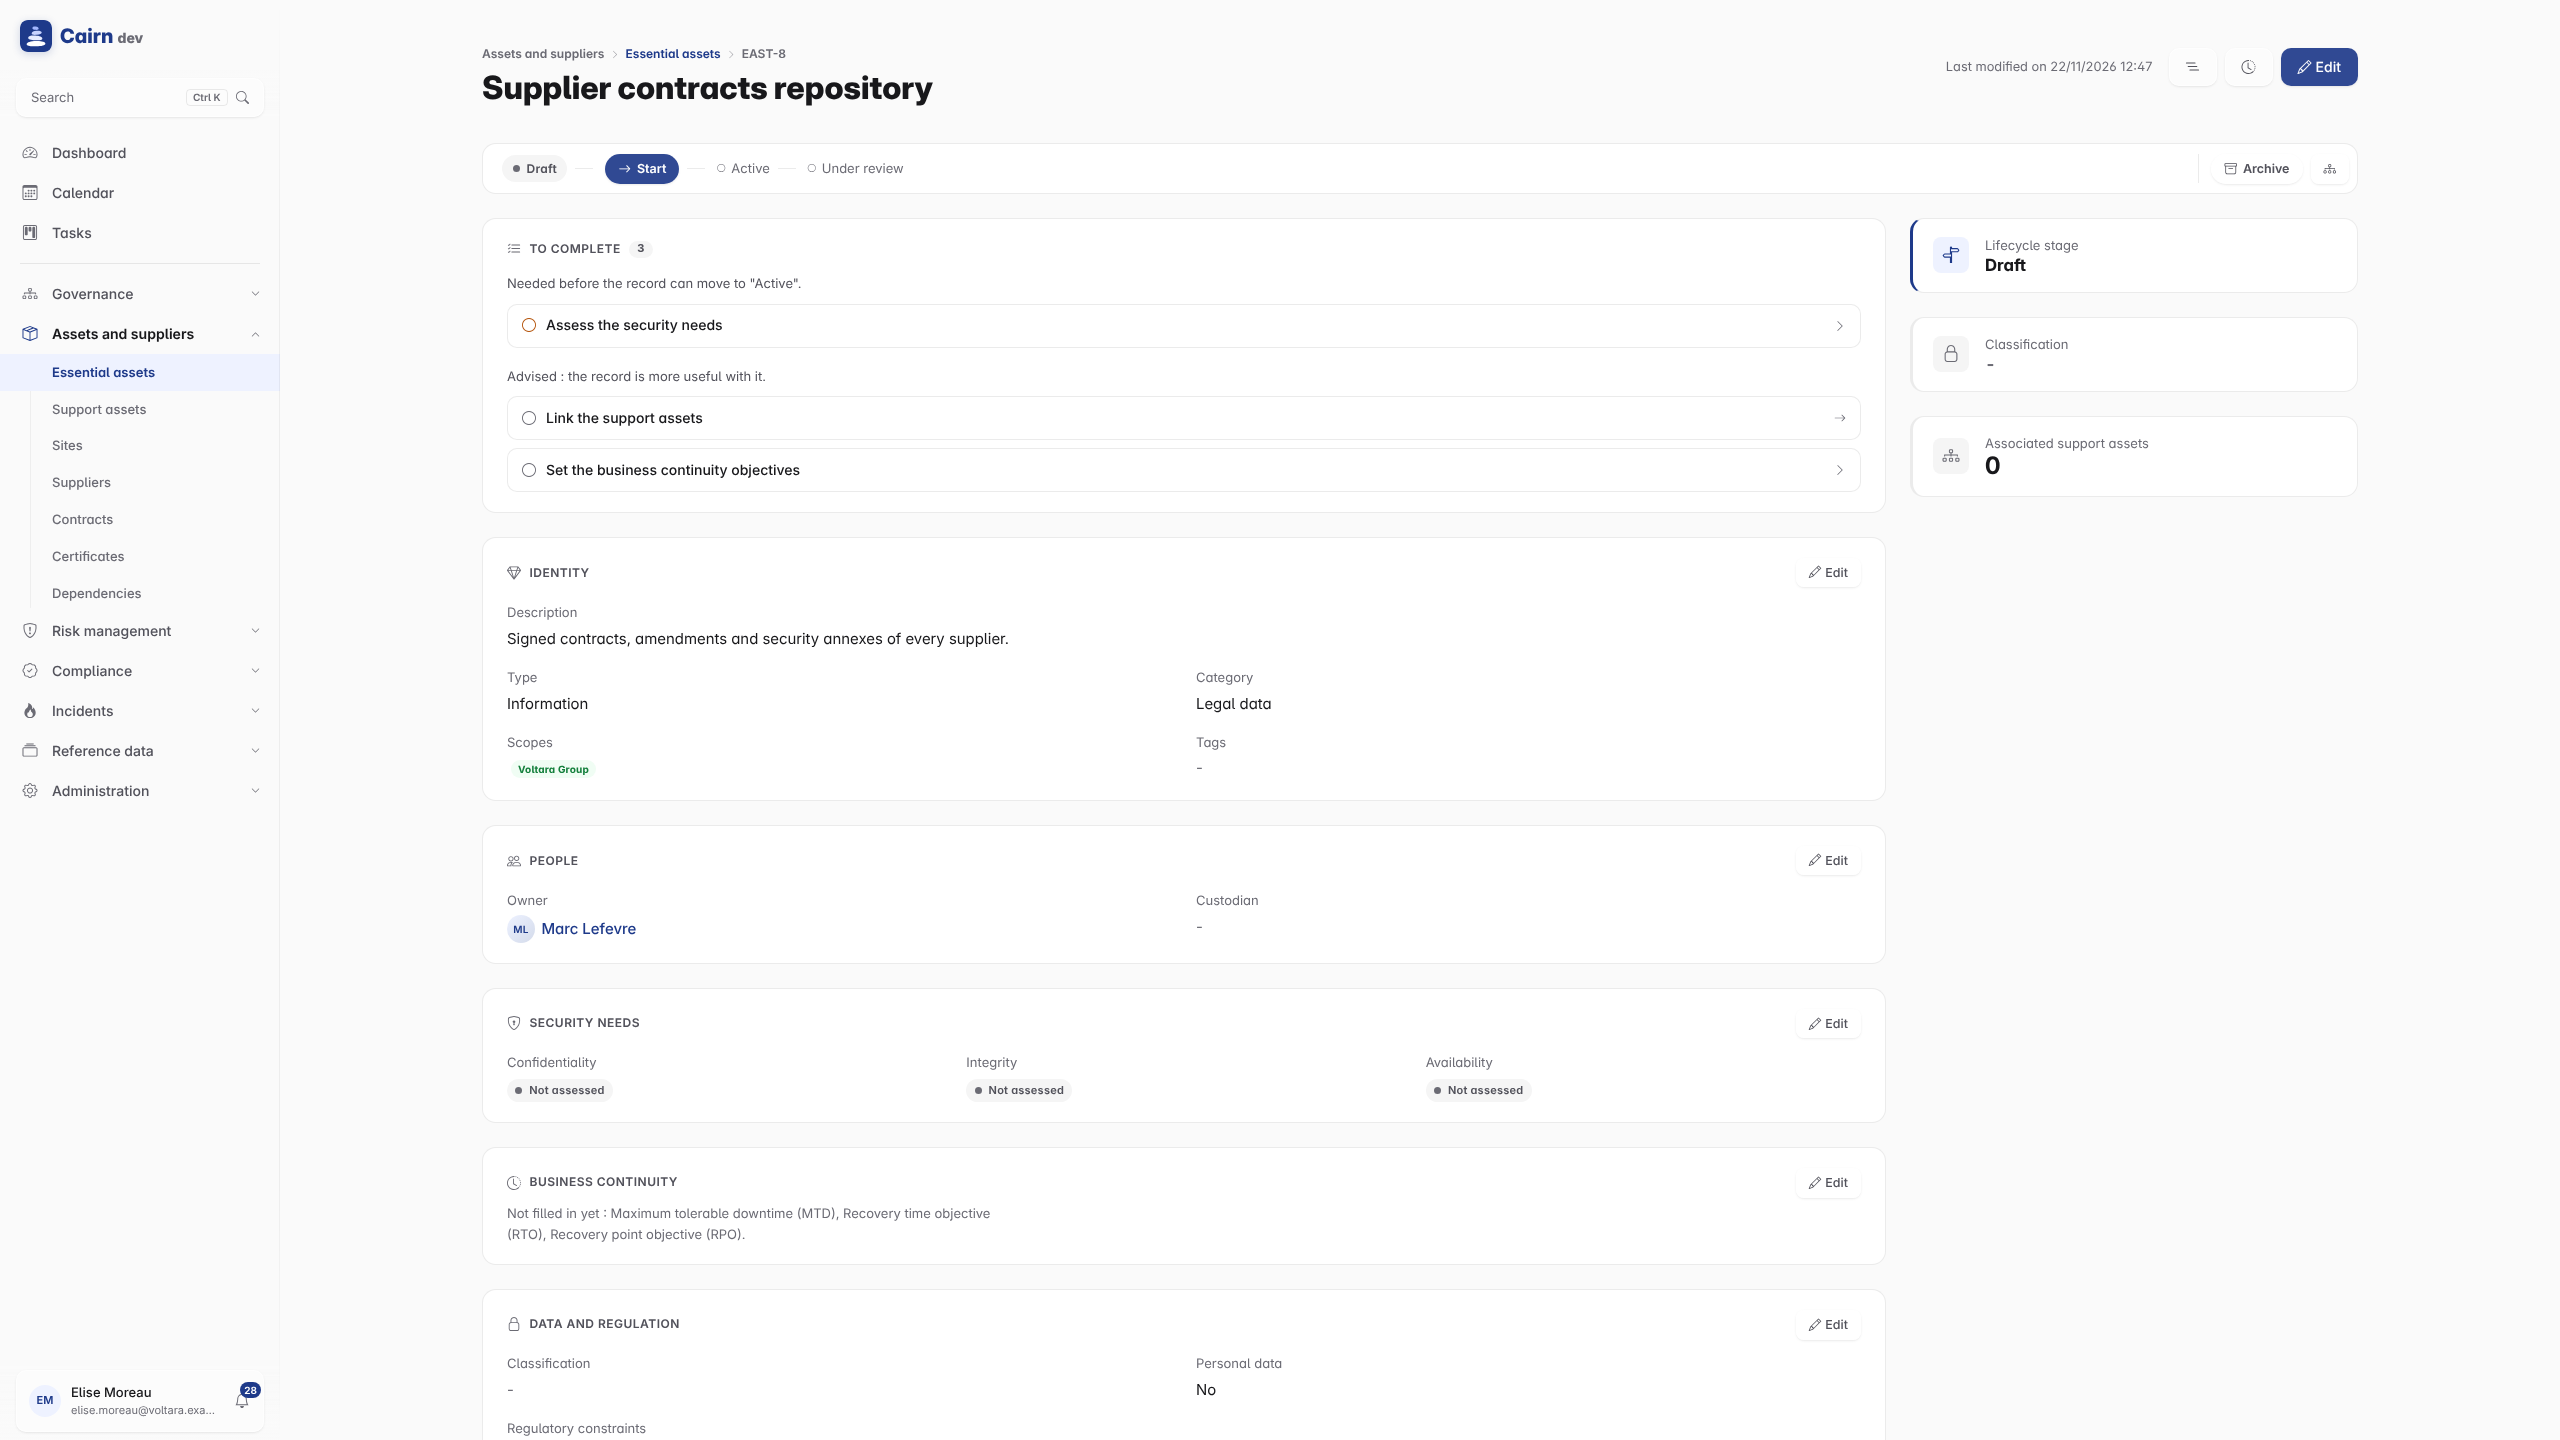 Cairn dev
Search Ctrl K
Dashboard
Calendar
Tasks
Governance
Assets and suppliers
Essential assets
Support assets
Sites
Suppliers
Contracts
Certificates
Dependencies
Risk management
Compliance
Incidents
Reference data
Administration
EM Elise Moreau 28
elise.moreau@voltara.exa...
Assets and suppliers > Essential assets > EAST-8
Supplier contracts repository
Last modified on 22/11/2026 12:47
Edit
Draft → Start Active Under review
Archive
TO COMPLETE 3
Needed before the record can move to "Active".
Assess the security needs
Advised : the record is more useful with it.
Link the support assets
Set the business continuity objectives
Lifecycle stage
Draft
Classification
-
Associated support assets
0
IDENTITY Edit
Description
Signed contracts, amendments and security annexes of every supplier.
Type Category
Information Legal data
Scopes Tags
Voltara Group -
PEOPLE Edit
Owner Custodian
ML Marc Lefevre -
SECURITY NEEDS Edit
Confidentiality Integrity Availability
Not assessed Not assessed Not assessed
BUSINESS CONTINUITY Edit
Not filled in yet : Maximum tolerable downtime (MTD), Recovery time objective
(RTO), Recovery point objective (RPO).
DATA AND REGULATION Edit
Classification Personal data
- No
Regulatory constraints